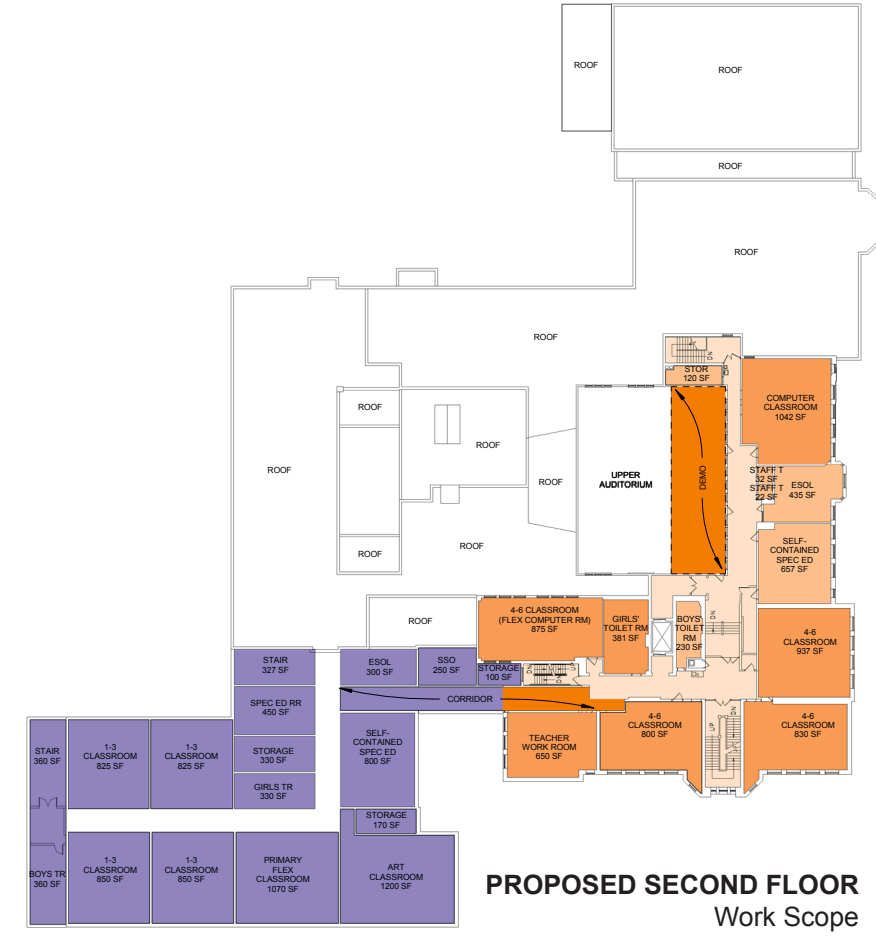 ROOF
ROOF
ROOF
ROOF
ROOF
DN
STOR
120 SF
COMPUTER
CLASSROOM
1042 SF
ROOF
ROOF
ROOF
ROOF
UPPER
AUDITORIUM
DEMO
STAFF T
32 SF
STAFF T
22 SF
ESOL
435 SF
ROOF
ROOF
SELF-
CONTAINED
SPEC ED
657 SF
ROOF
4-6 CLASSROOM
(FLEX COMPUTER RM)
875 SF
GIRLS'
TOILET RM
381 SF
BOYS'
TOILET
RM
230 SF
DN
4-6
CLASSROOM
937 SF
STAIR
327 SF
ESOL
300 SF
SSO
250 SF
STORAGE
100 SF
DN
UP
CORRIDOR
SPEC ED RR
450 SF
STAIR
360 SF
1-3
CLASSROOM
825 SF
1-3
CLASSROOM
825 SF
STORAGE
330 SF
GIRLS TR
330 SF
SELF-
CONTAINED
SPEC ED
800 SF
TEACHER
WORK ROOM
650 SF
4-6
CLASSROOM
800 SF
UP
DN
4-6
CLASSROOM
830 SF
STORAGE
170 SF
BOYS TR
360 SF
1-3
CLASSROOM
850 SF
1-3
CLASSROOM
850 SF
PRIMARY
FLEX
CLASSROOM
1070 SF
ART
CLASSROOM
1200 SF
PROPOSED SECOND FLOOR
Work Scope